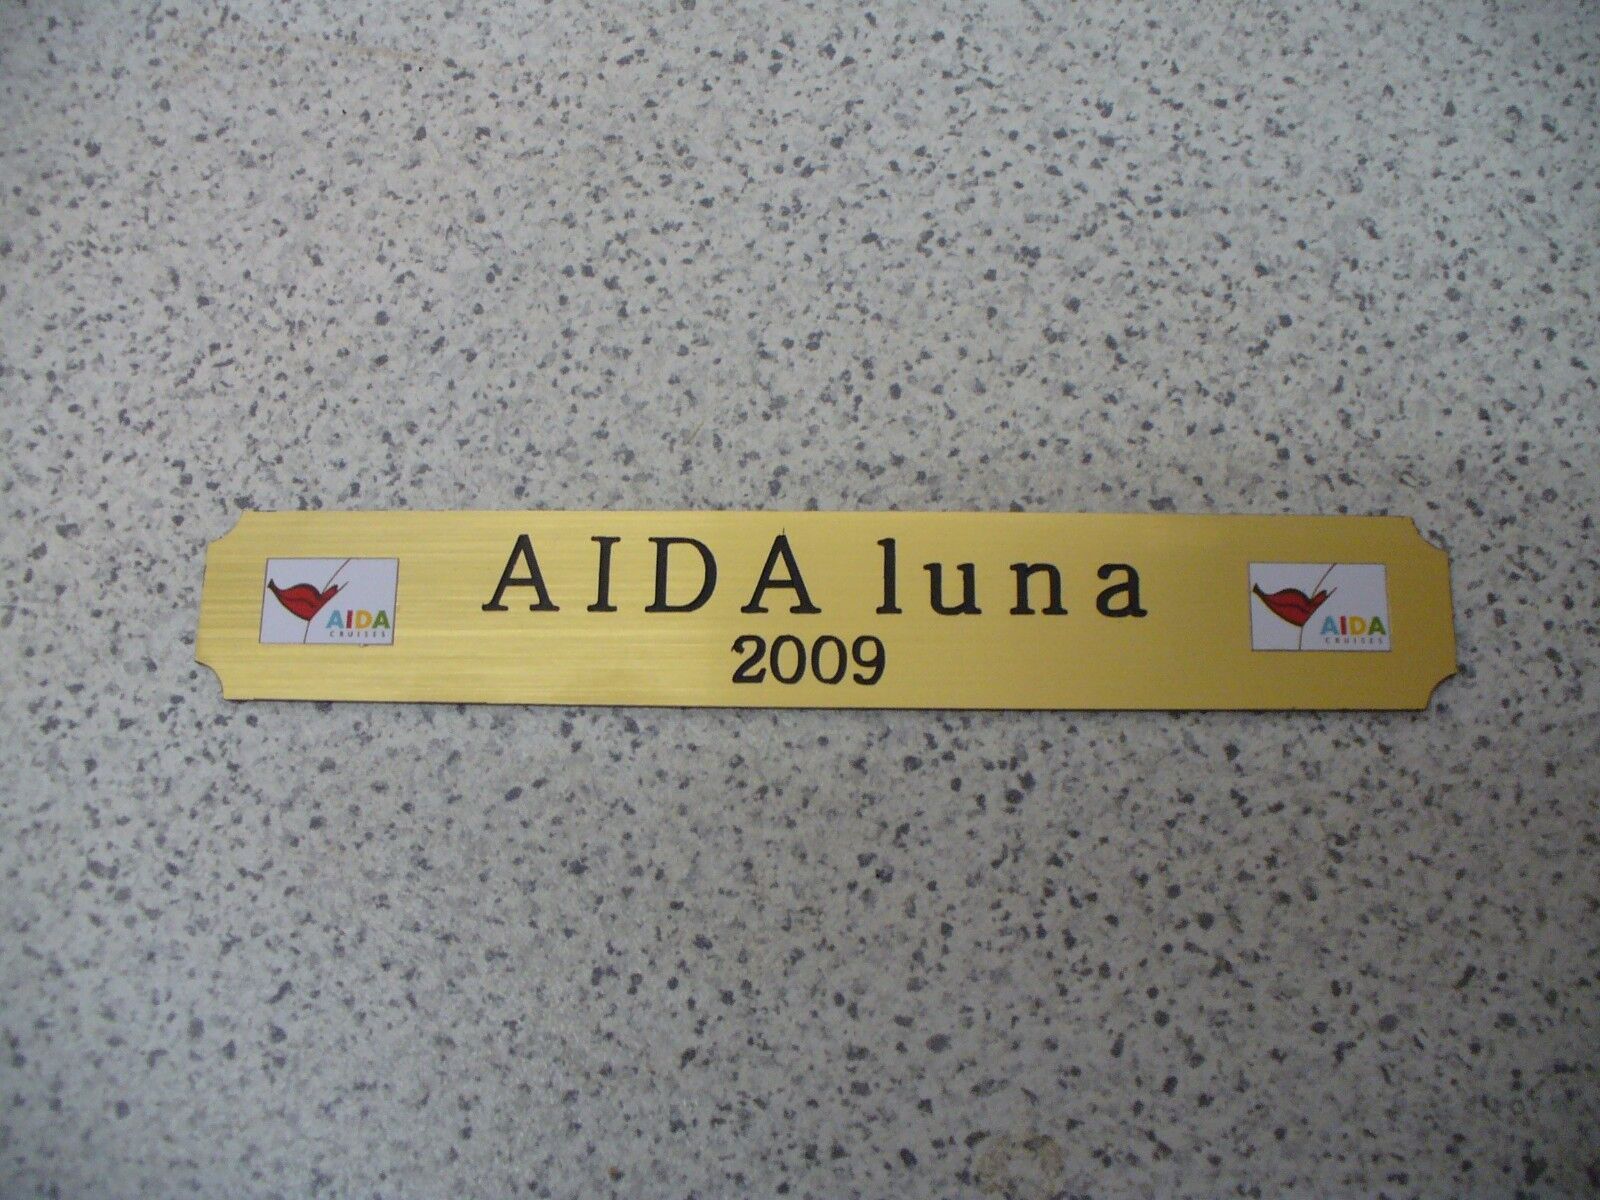 AIDA luna
2009
AIDA
CRUISES
AIDA
CRUISES